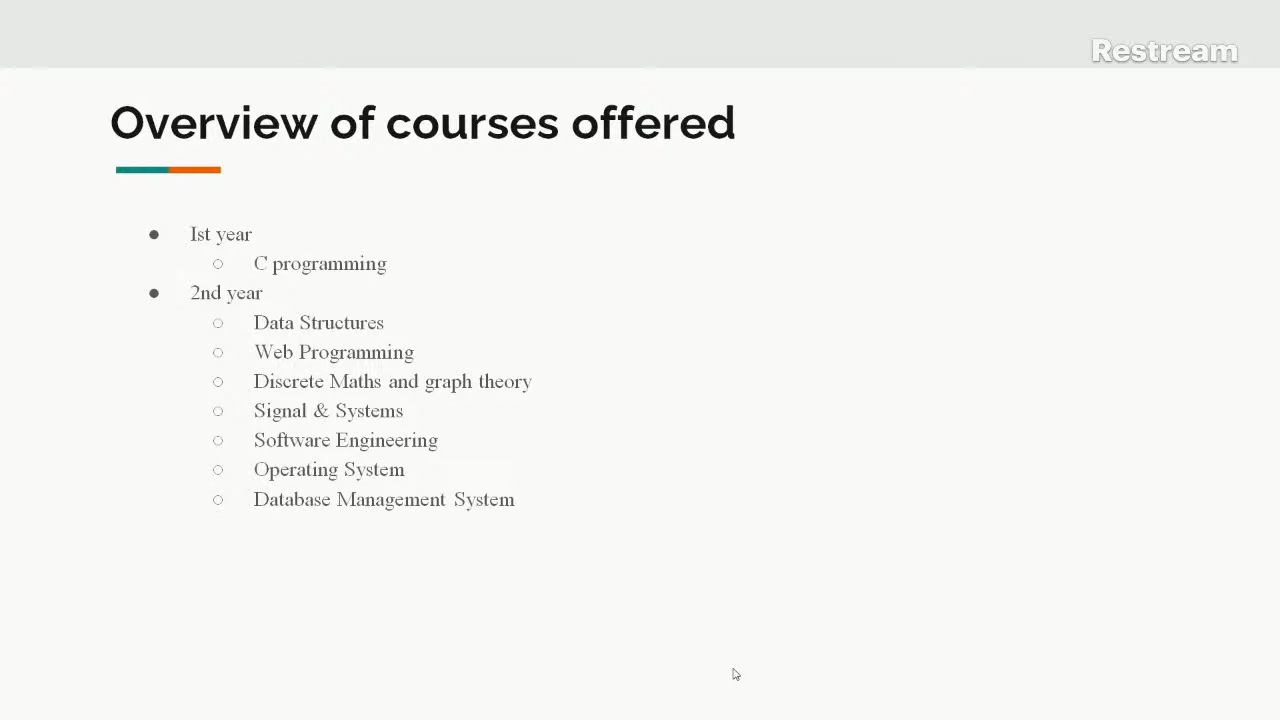 Restream
Overview of courses offered
● Ist year
○ C programming
● 2nd year
○ Data Structures
○ Web Programming
○ Discrete Maths and graph theory
○ Signal & Systems
○ Software Engineering
○ Operating System
○ Database Management System